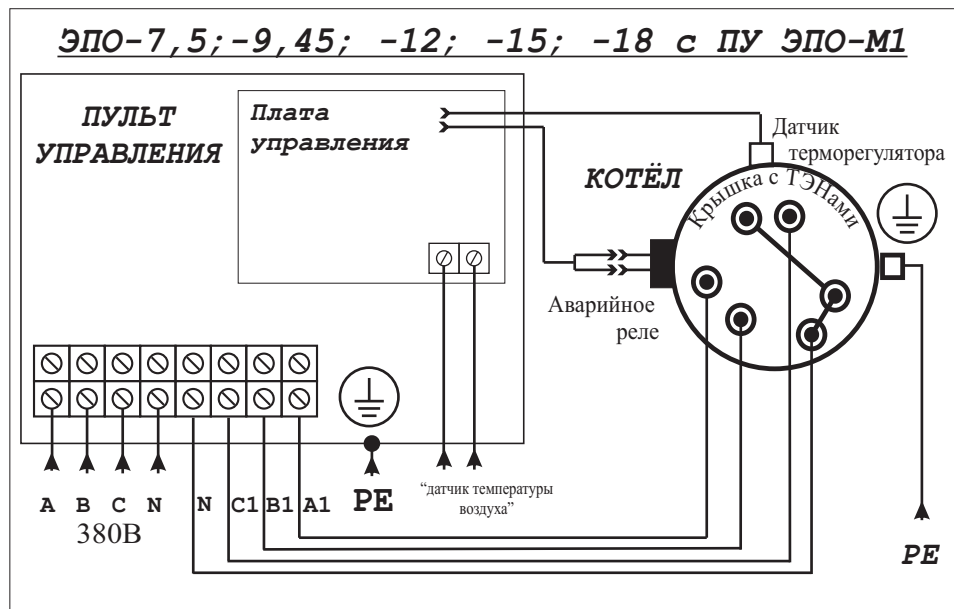 ЭПО-7,5;-9,45; -12; -15; -18 с ПУ ЭПО-М1
ПУЛЬТ
УПРАВЛЕНИЯ
Плата
управления
Датчик
терморегулятора
КОТЁЛ
Крышка с ТЭНами
Аварийное
реле
A B C N N C1 B1 A1 PE
380В
“датчик температуры
воздуха”
PE